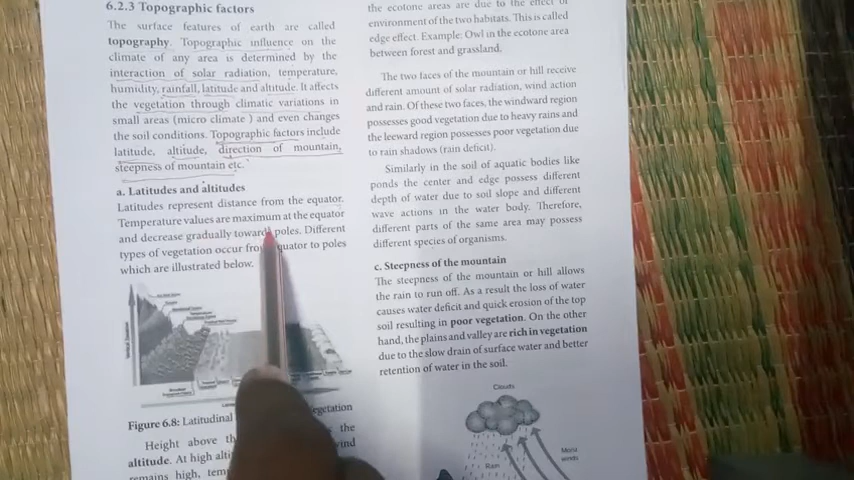 6.2.3 Topographic factors
The surface features of earth are called
topography. Topographic influence on the
climate of any area is determined by the
interaction of solar radiation, temperature,
humidity, rainfall, latitude and altitude. It affects
the vegetation through climatic variations in
small areas (micro climate ) and even changes
the soil conditions. Topographic factors include
latitude, altitude, direction of mountain,
steepness of mountain etc.
a. Latitudes and altitudes
Latitudes represent distance from the equator.
Temperature values are maximum at the equator
and decrease gradually toward poles. Different
types of vegetation occur equator to poles
which are illustrated below.
Figure 6.8: Latitudinal
Height above the
altitude. At high
remains high,
the ecotone areas are due to the effect of
environment of the two habitats. This is called
edge effect. Example: Owl in the ecotone area
between forest and grassland.
The two faces of the mountain or hill receive
different amount of solar radiation, wind action
and rain. Of these two faces, the windward region
possesses good vegetation due to heavy rains and
the leeward region possesses poor vegetation due
to rain shadows (rain deficit).
Similarly in the soil of aquatic bodies like
ponds the center and edge possess different
depth of water due to soil slope and different
wave actions in the water body. Therefore,
different parts of the same area may possess
different species of organisms.
c. Steepness of the mountain
The steepness of the mountain or hill allows
the rain to run off. As a result the loss of water
causes water deficit and quick erosion of the top
soil resulting in poor vegetation. On the other
hand, the plains and valley are rich in vegetation
due to the slow drain of surface water and better
retention of water in the soil.
Clouds
Rain
Moist
winds